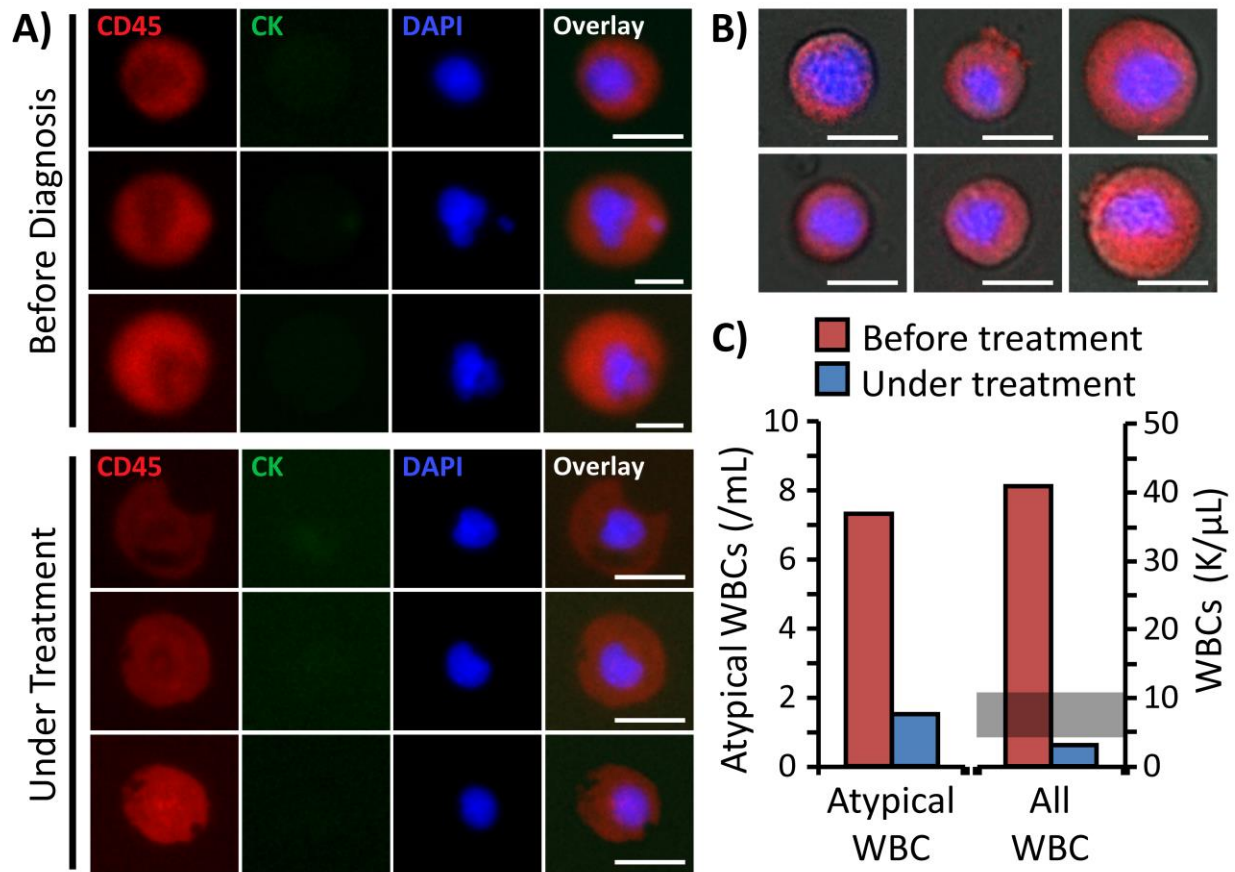 A)
CD45 CK DAPI Overlay
Before Diagnosis
CD45 CK DAPI Overlay
Under Treatment
B)
C)
Before treatment
Under treatment
Atypical WBCs (/mL)
10
8
6
4
2
0
50
40
30
20
10
0
WBCs (K/μL)
Atypical
WBC
All
WBC